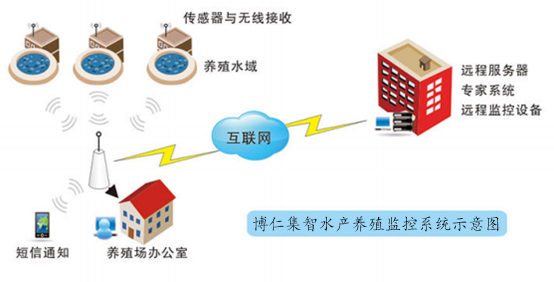 传感器与无线接收
养殖水域
互联网
远程服务器
专家系统
远程监控设备
短信通知
养殖场办公室
博仁集智水产养殖监控系统示意图